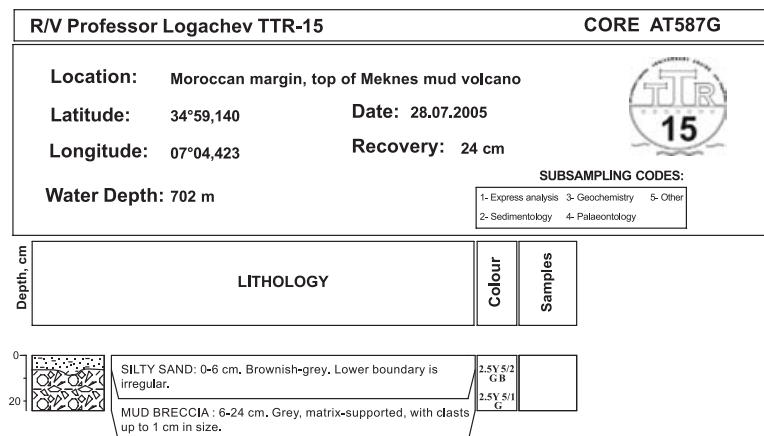 R/V Professor Logachev TTR-15 CORE AT587G
Location: Moroccan margin, top of Meknes mud volcano
Latitude: 34°59,140 Date: 28.07.2005
Longitude: 07°04,423 Recovery: 24 cm
Water Depth: 702 m
TTR
15
SUBSAMPLING CODES:
1- Express analysis 3- Geochemistry 5- Other
2- Sedimentology 4- Palaeontology
Depth, cm LITHOLOGY Colour Samples
0
20
SILTY SAND: 0-6 cm. Brownish-grey. Lower boundary is
irregular.
MUD BRECCIA : 6-24 cm. Grey, matrix-supported, with clasts
up to 1 cm in size.
2.5Y 5/2
G B
2.5Y 5/1
G